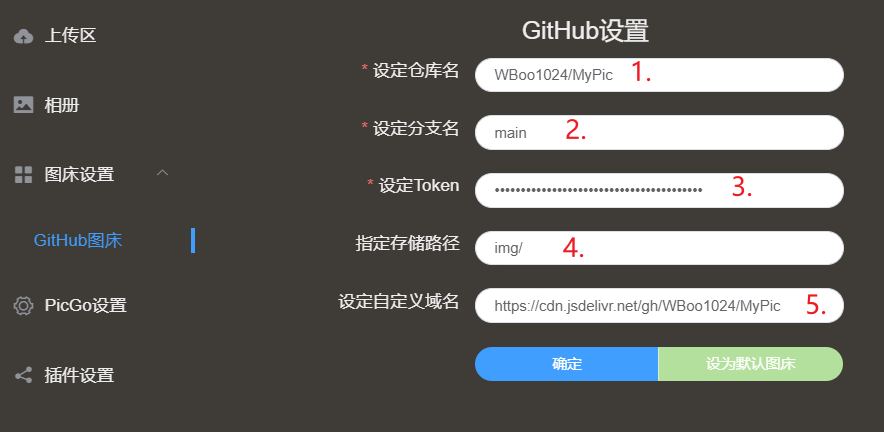 上传区
相册
图床设置
GitHub图床
PicGo设置
插件设置
GitHub设置
* 设定仓库名 WBoo1024/MyPic 1.
* 设定分支名 main 2.
* 设定Token •••••••••••••••••••••••••••••••••••••••• 3.
指定存储路径 img/ 4.
设定自定义域名 https://cdn.jsdelivr.net/gh/WBoo1024/MyPic 5.
确定 设为默认图床